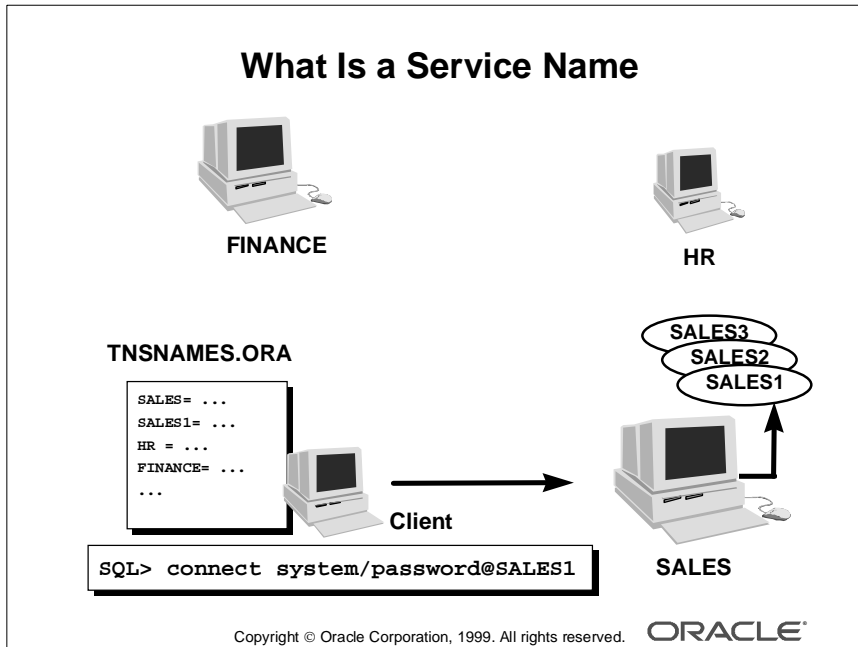 What Is a Service Name
FINANCE
HR
TNSNAMES.ORA
SALES= ...
SALES1= ...
HR = ...
FINANCE= ...
...
SALES3
SALES2
SALES1
Client
SQL> connect system/password@SALES1
SALES
Copyright © Oracle Corporation, 1999. All rights reserved.
ORACLE®